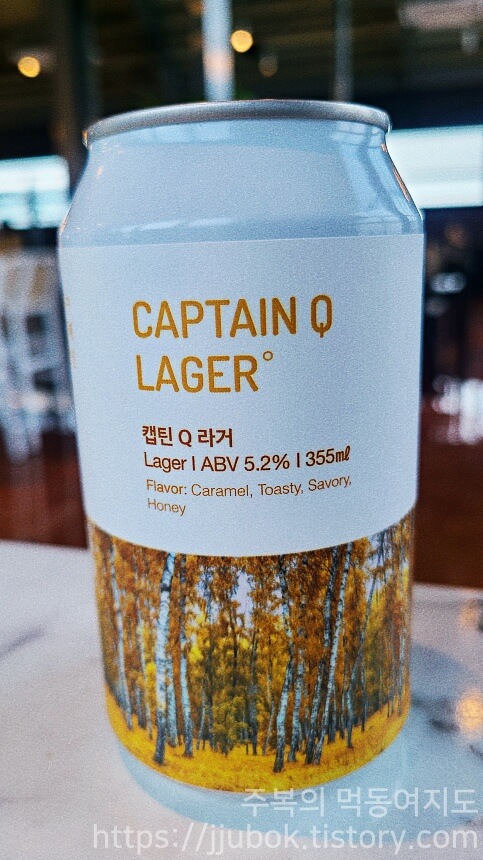 CAPTAIN Q
LAGER°
캡틴 Q 라거
Lager | ABV 5.2% | 355㎖
Flavor: Caramel, Toasty, Savory,
Honey
주복의 먹동여지도
https://jjubok.tistory.com